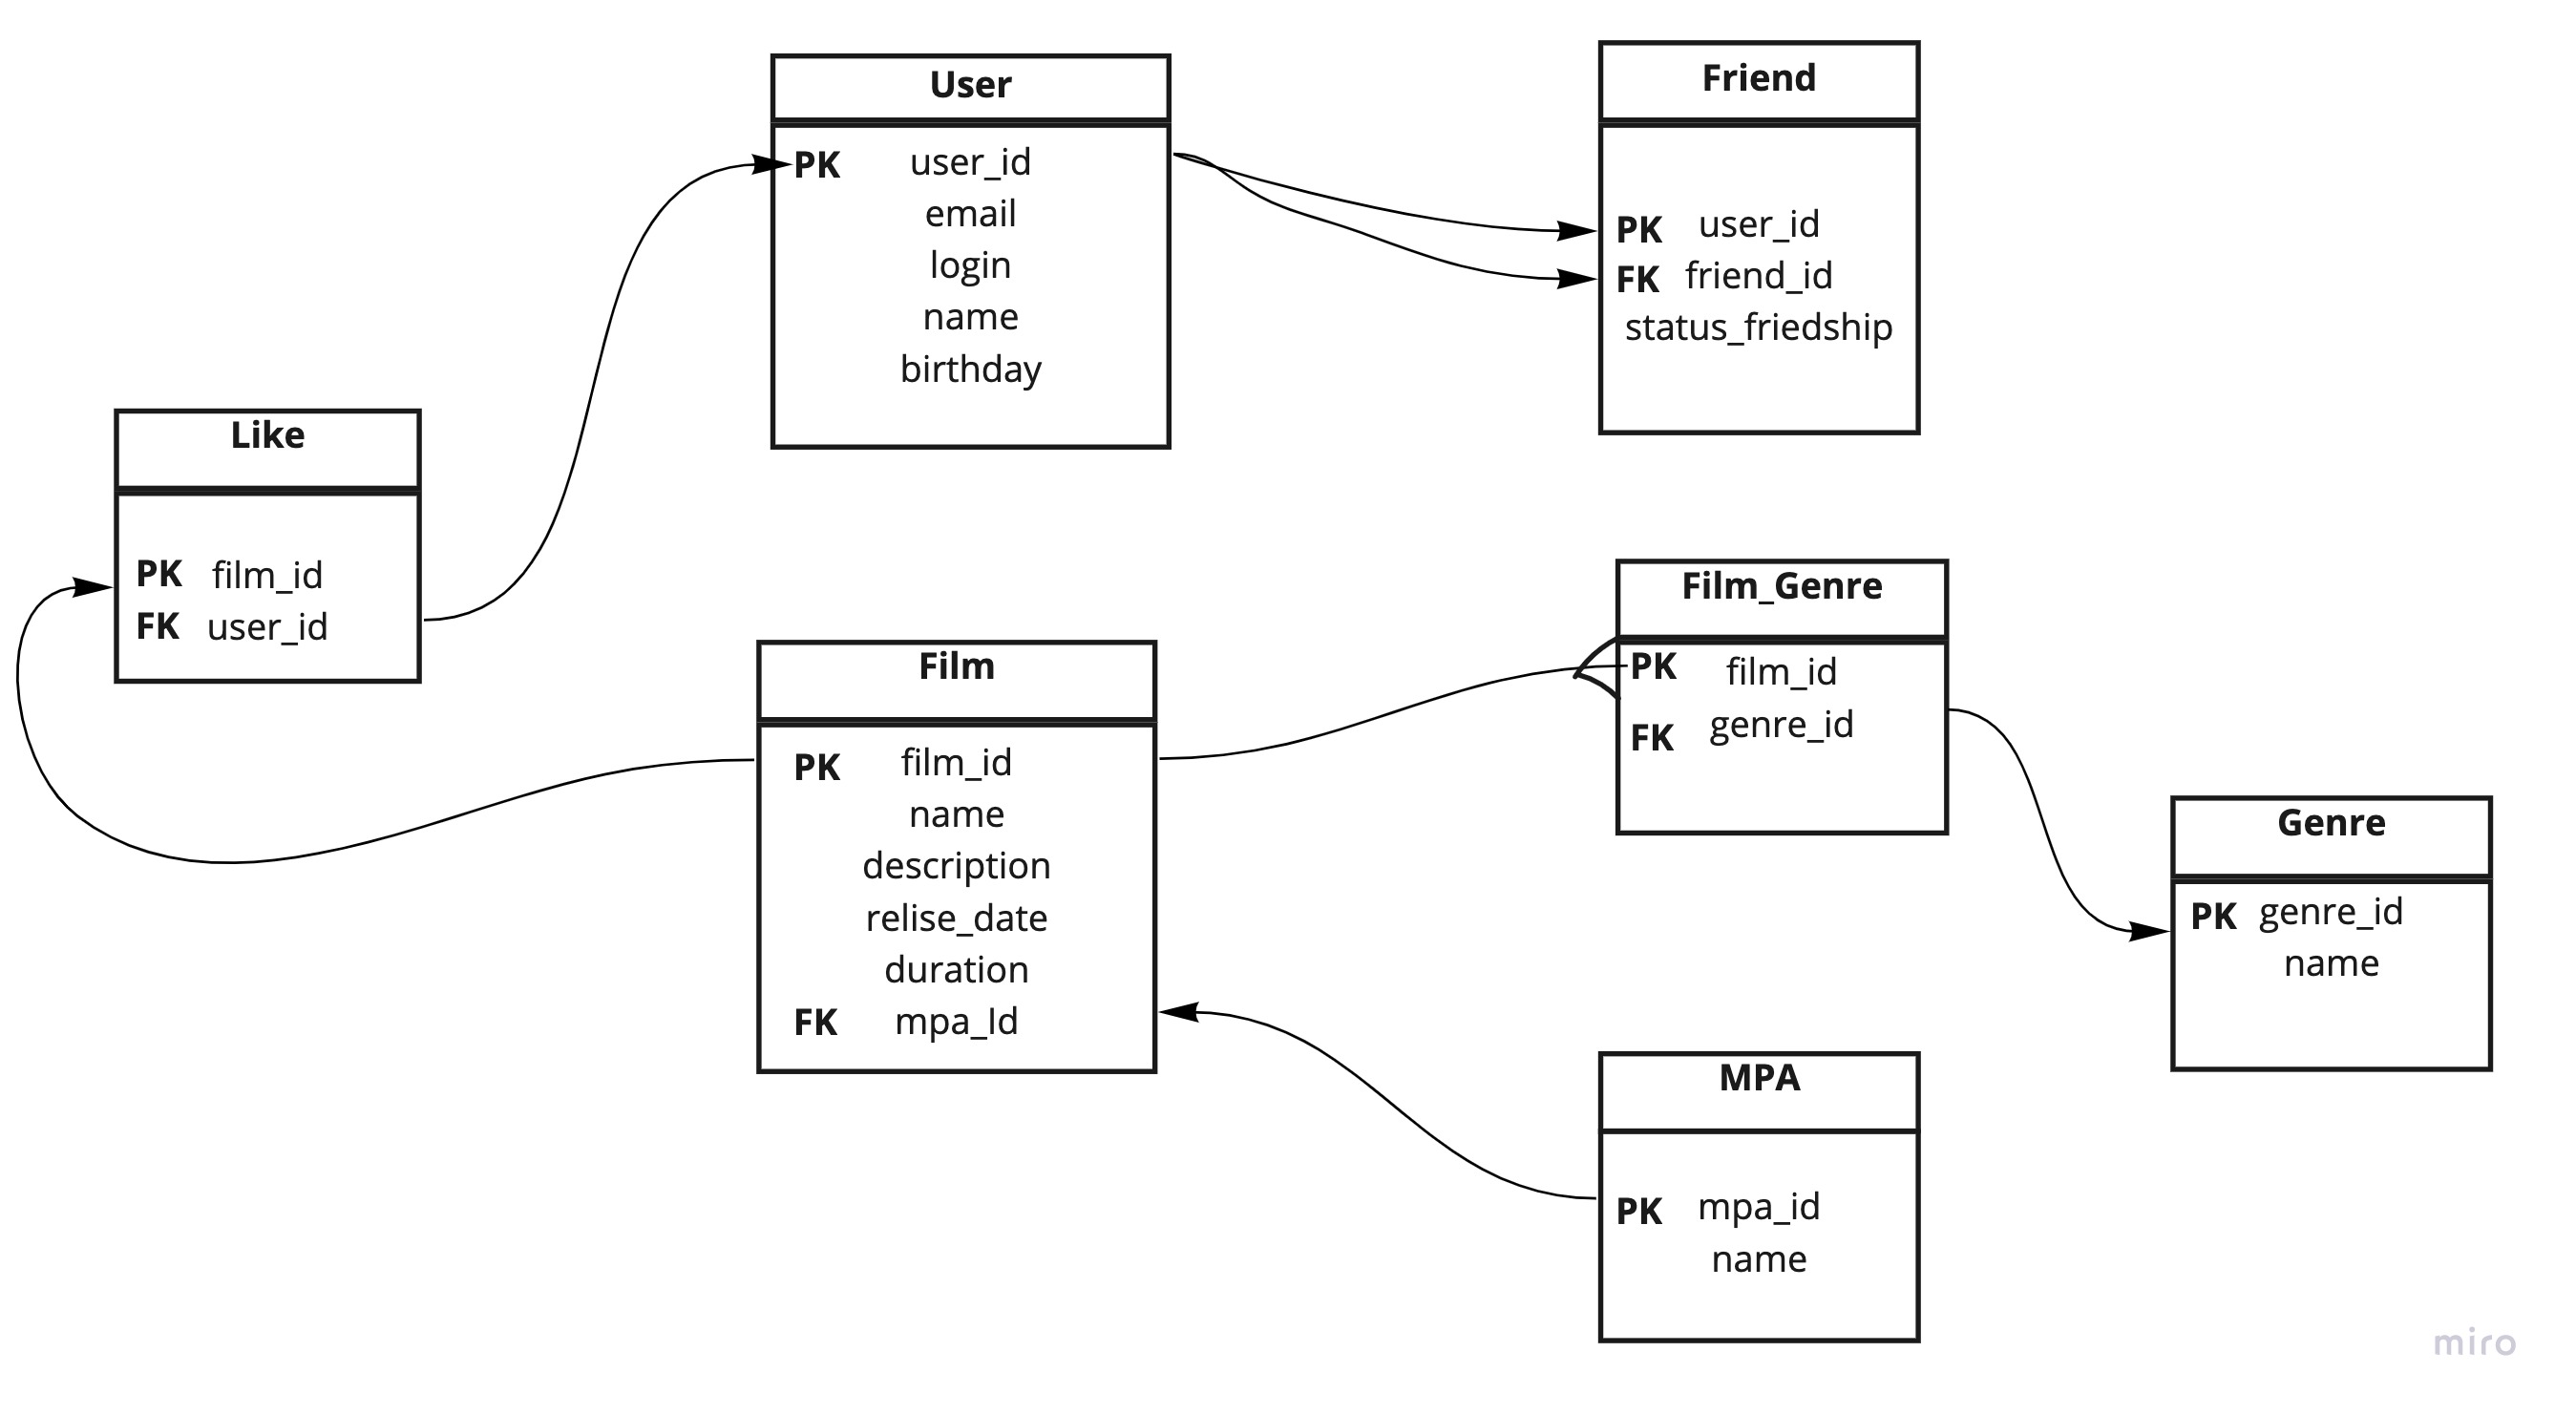 User
PK user_id
email
login
name
birthday
Friend
PK user_id
FK friend_id
status_friedship
Like
PK film_id
FK user_id
Film
PK film_id
name
description
relise_date
duration
FK mpa_Id
Film_Genre
PK film_id
FK genre_id
Genre
PK genre_id
name
MPA
PK mpa_id
name
miro